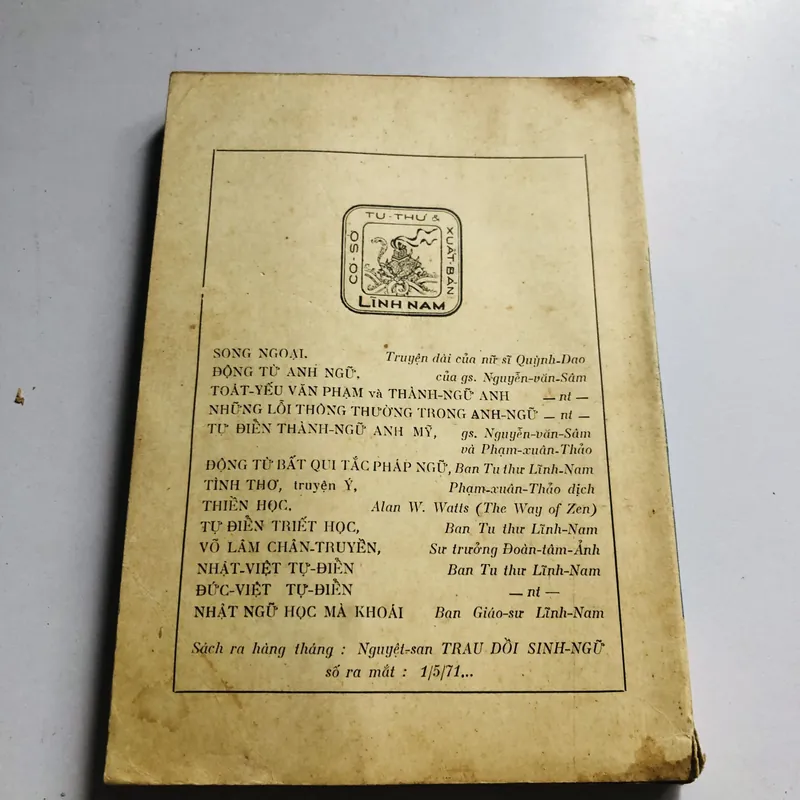 CƠ-SỞ TU-THƯ & XUẤT-BẢN
LĨNH NAM
SONG NGOẠI. Truyện dài của nữ sĩ Quỳnh-Dao
ĐỘNG TỪ ANH NGỮ. của gs. Nguyễn-văn-Sâm
TOÁT-YẾU VĂN PHẠM và THÀNH-NGỮ ANH — nt —
NHỮNG LỖI THÔNG THƯỜNG TRONG ANH-NGỮ — nt —
TỰ ĐIỂN THÀNH-NGỮ ANH MỸ, gs. Nguyễn-văn-Sâm
và Phạm-xuân-Thảo
ĐỘNG TỪ BẤT QUI TẮC PHÁP NGỮ, Ban Tu thư Lĩnh-Nam
TÌNH THƠ, truyện Ý, Phạm-xuân-Thảo dịch
THIỀN HỌC. Alan W. Watts (The Way of Zen)
TỰ ĐIỂN TRIẾT HỌC, Ban Tu thư Lĩnh-Nam
VÕ LÂM CHÂN-TRUYỀN, Sư trưởng Đoàn-tâm-Ảnh
NHẬT-VIỆT TỰ-ĐIỂN Ban Tu thư Lĩnh-Nam
ĐỨC-VIỆT TỰ-ĐIỂN — nt —
NHẬT NGỮ HỌC MÀ KHOÁI Ban Giáo-sư Lĩnh-Nam
Sách ra hàng tháng : Nguyệt-san TRAU DỒI SINH-NGỮ
số ra mắt : 1/5/71...